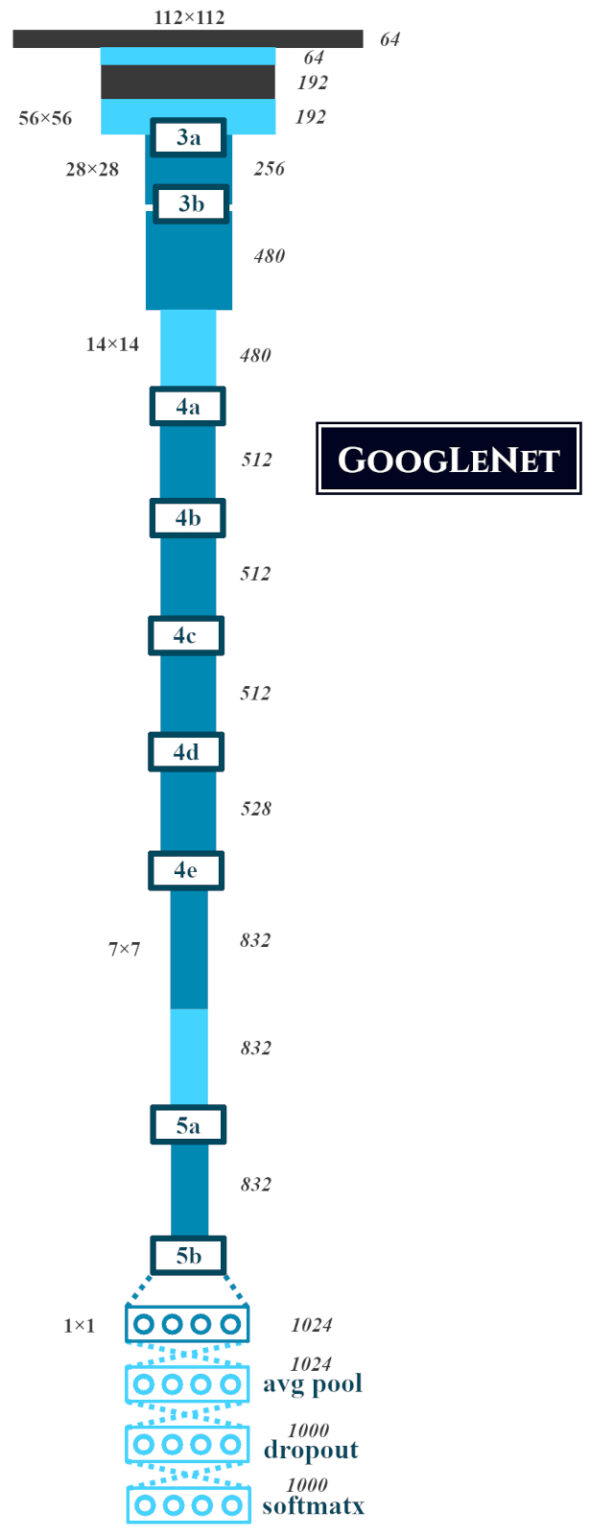 112×112
64
64
192
56×56
192
3a
28×28
256
3b
480
14×14
480
4a
GoogLeNet
512
4b
512
4c
512
4d
528
4e
7×7
832
832
5a
832
5b
1×1
1024
1024
avg pool
1000
dropout
1000
softmatx